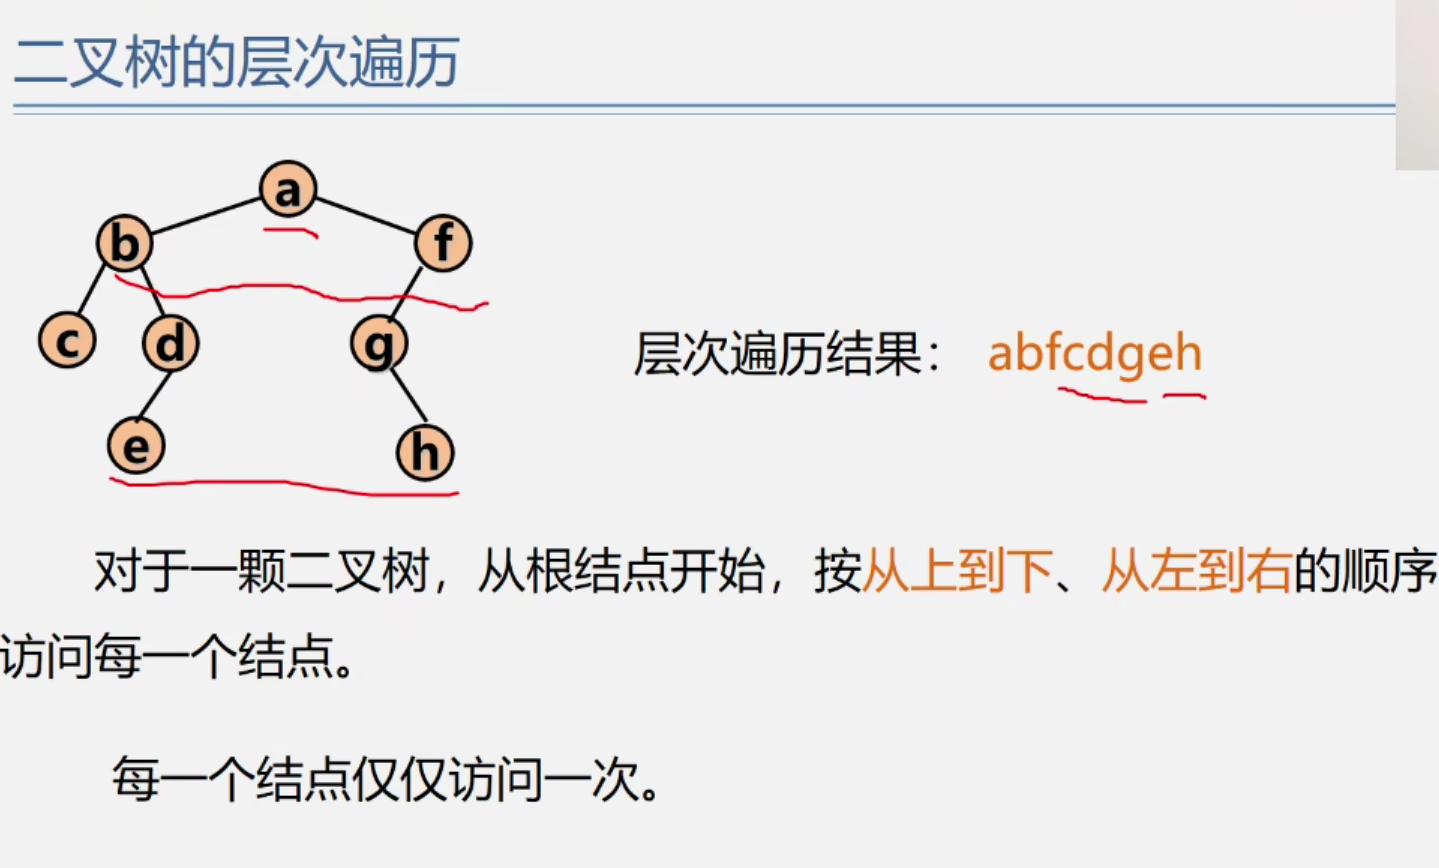 二叉树的层次遍历
a
b
f
c
d
g
层次遍历结果： abfcdgeh
e
h
对于一颗二叉树，从根结点开始，按从上到下、从左到右的顺序
访问每一个结点。
每一个结点仅仅访问一次。